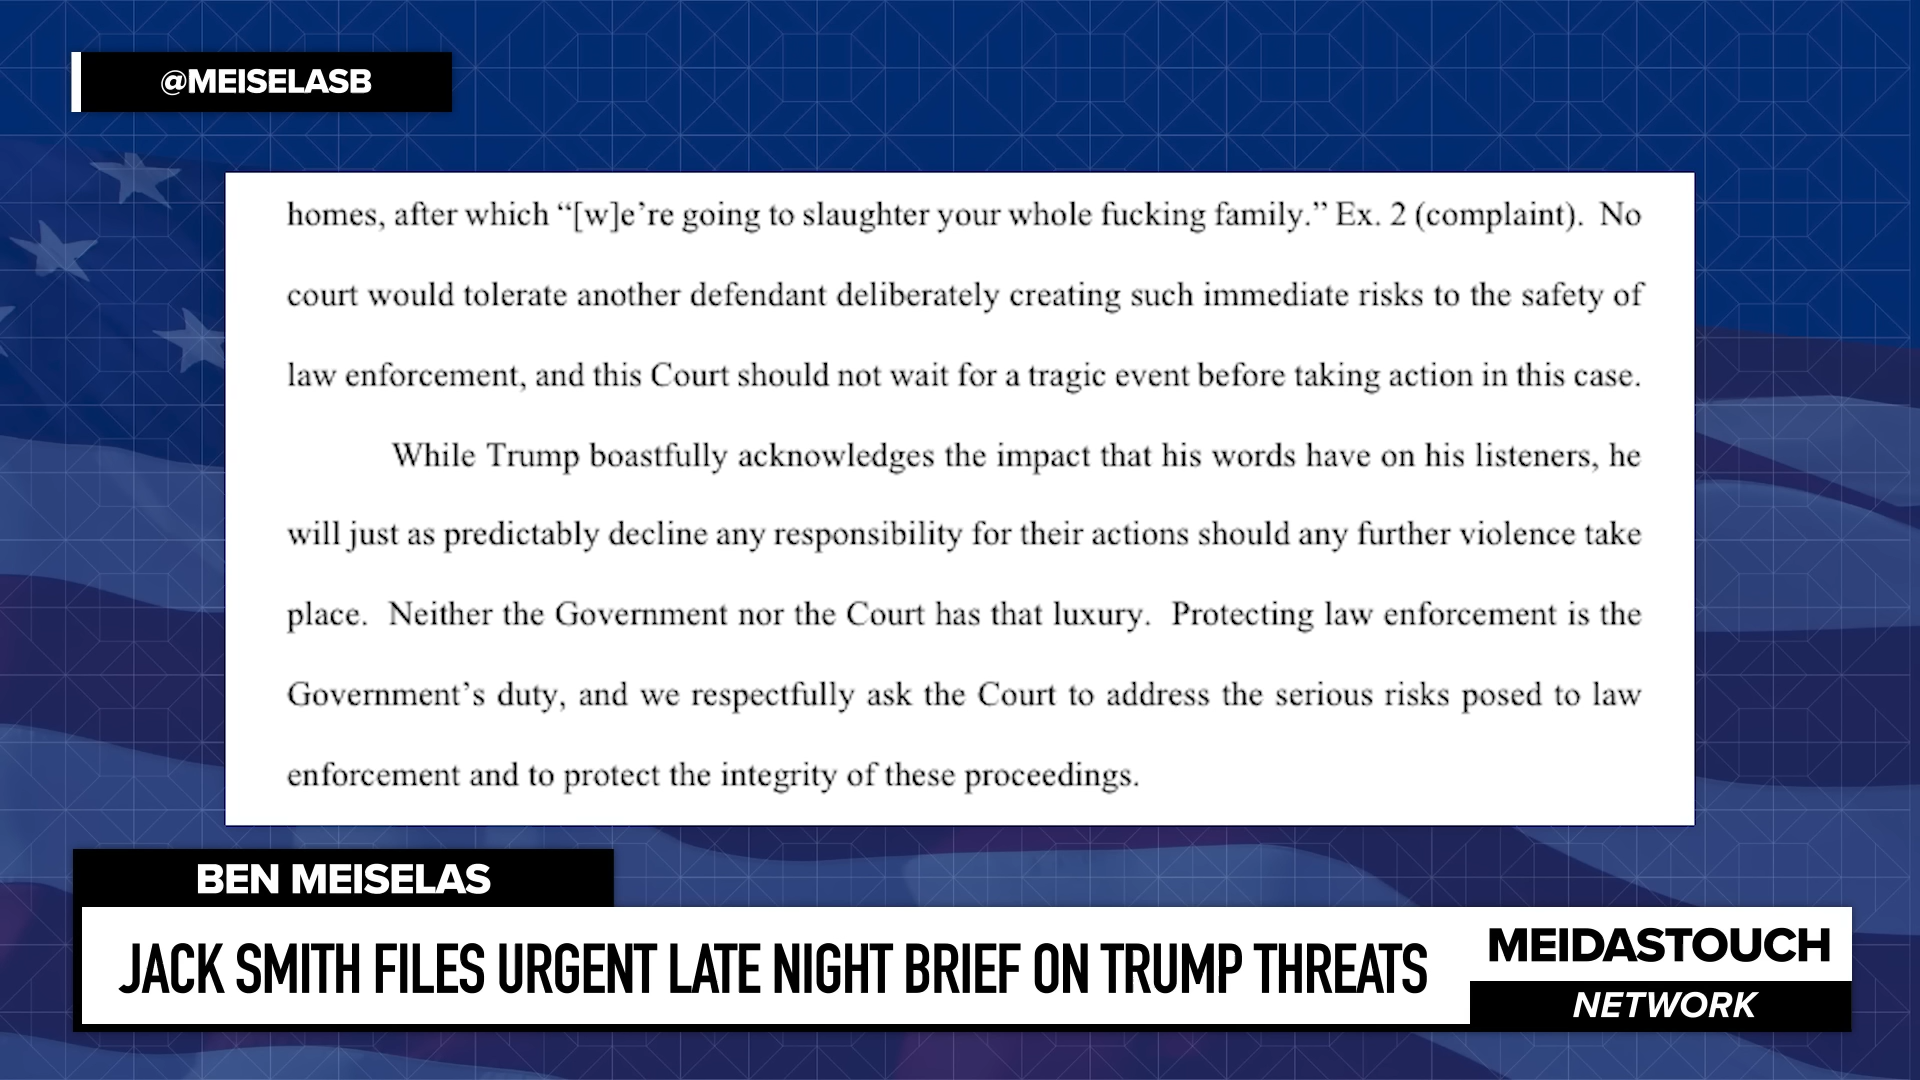 @MEISELASB
homes, after which “[w]e’re going to slaughter your whole fucking family.” Ex. 2 (complaint).  No
court would tolerate another defendant deliberately creating such immediate risks to the safety of
law enforcement, and this Court should not wait for a tragic event before taking action in this case.
While Trump boastfully acknowledges the impact that his words have on his listeners, he
will just as predictably decline any responsibility for their actions should any further violence take
place.  Neither the Government nor the Court has that luxury.  Protecting law enforcement is the
Government’s duty, and we respectfully ask the Court to address the serious risks posed to law
enforcement and to protect the integrity of these proceedings.
BEN MEISELAS
JACK SMITH FILES URGENT LATE NIGHT BRIEF ON TRUMP THREATS
MEIDASTOUCH
NETWORK